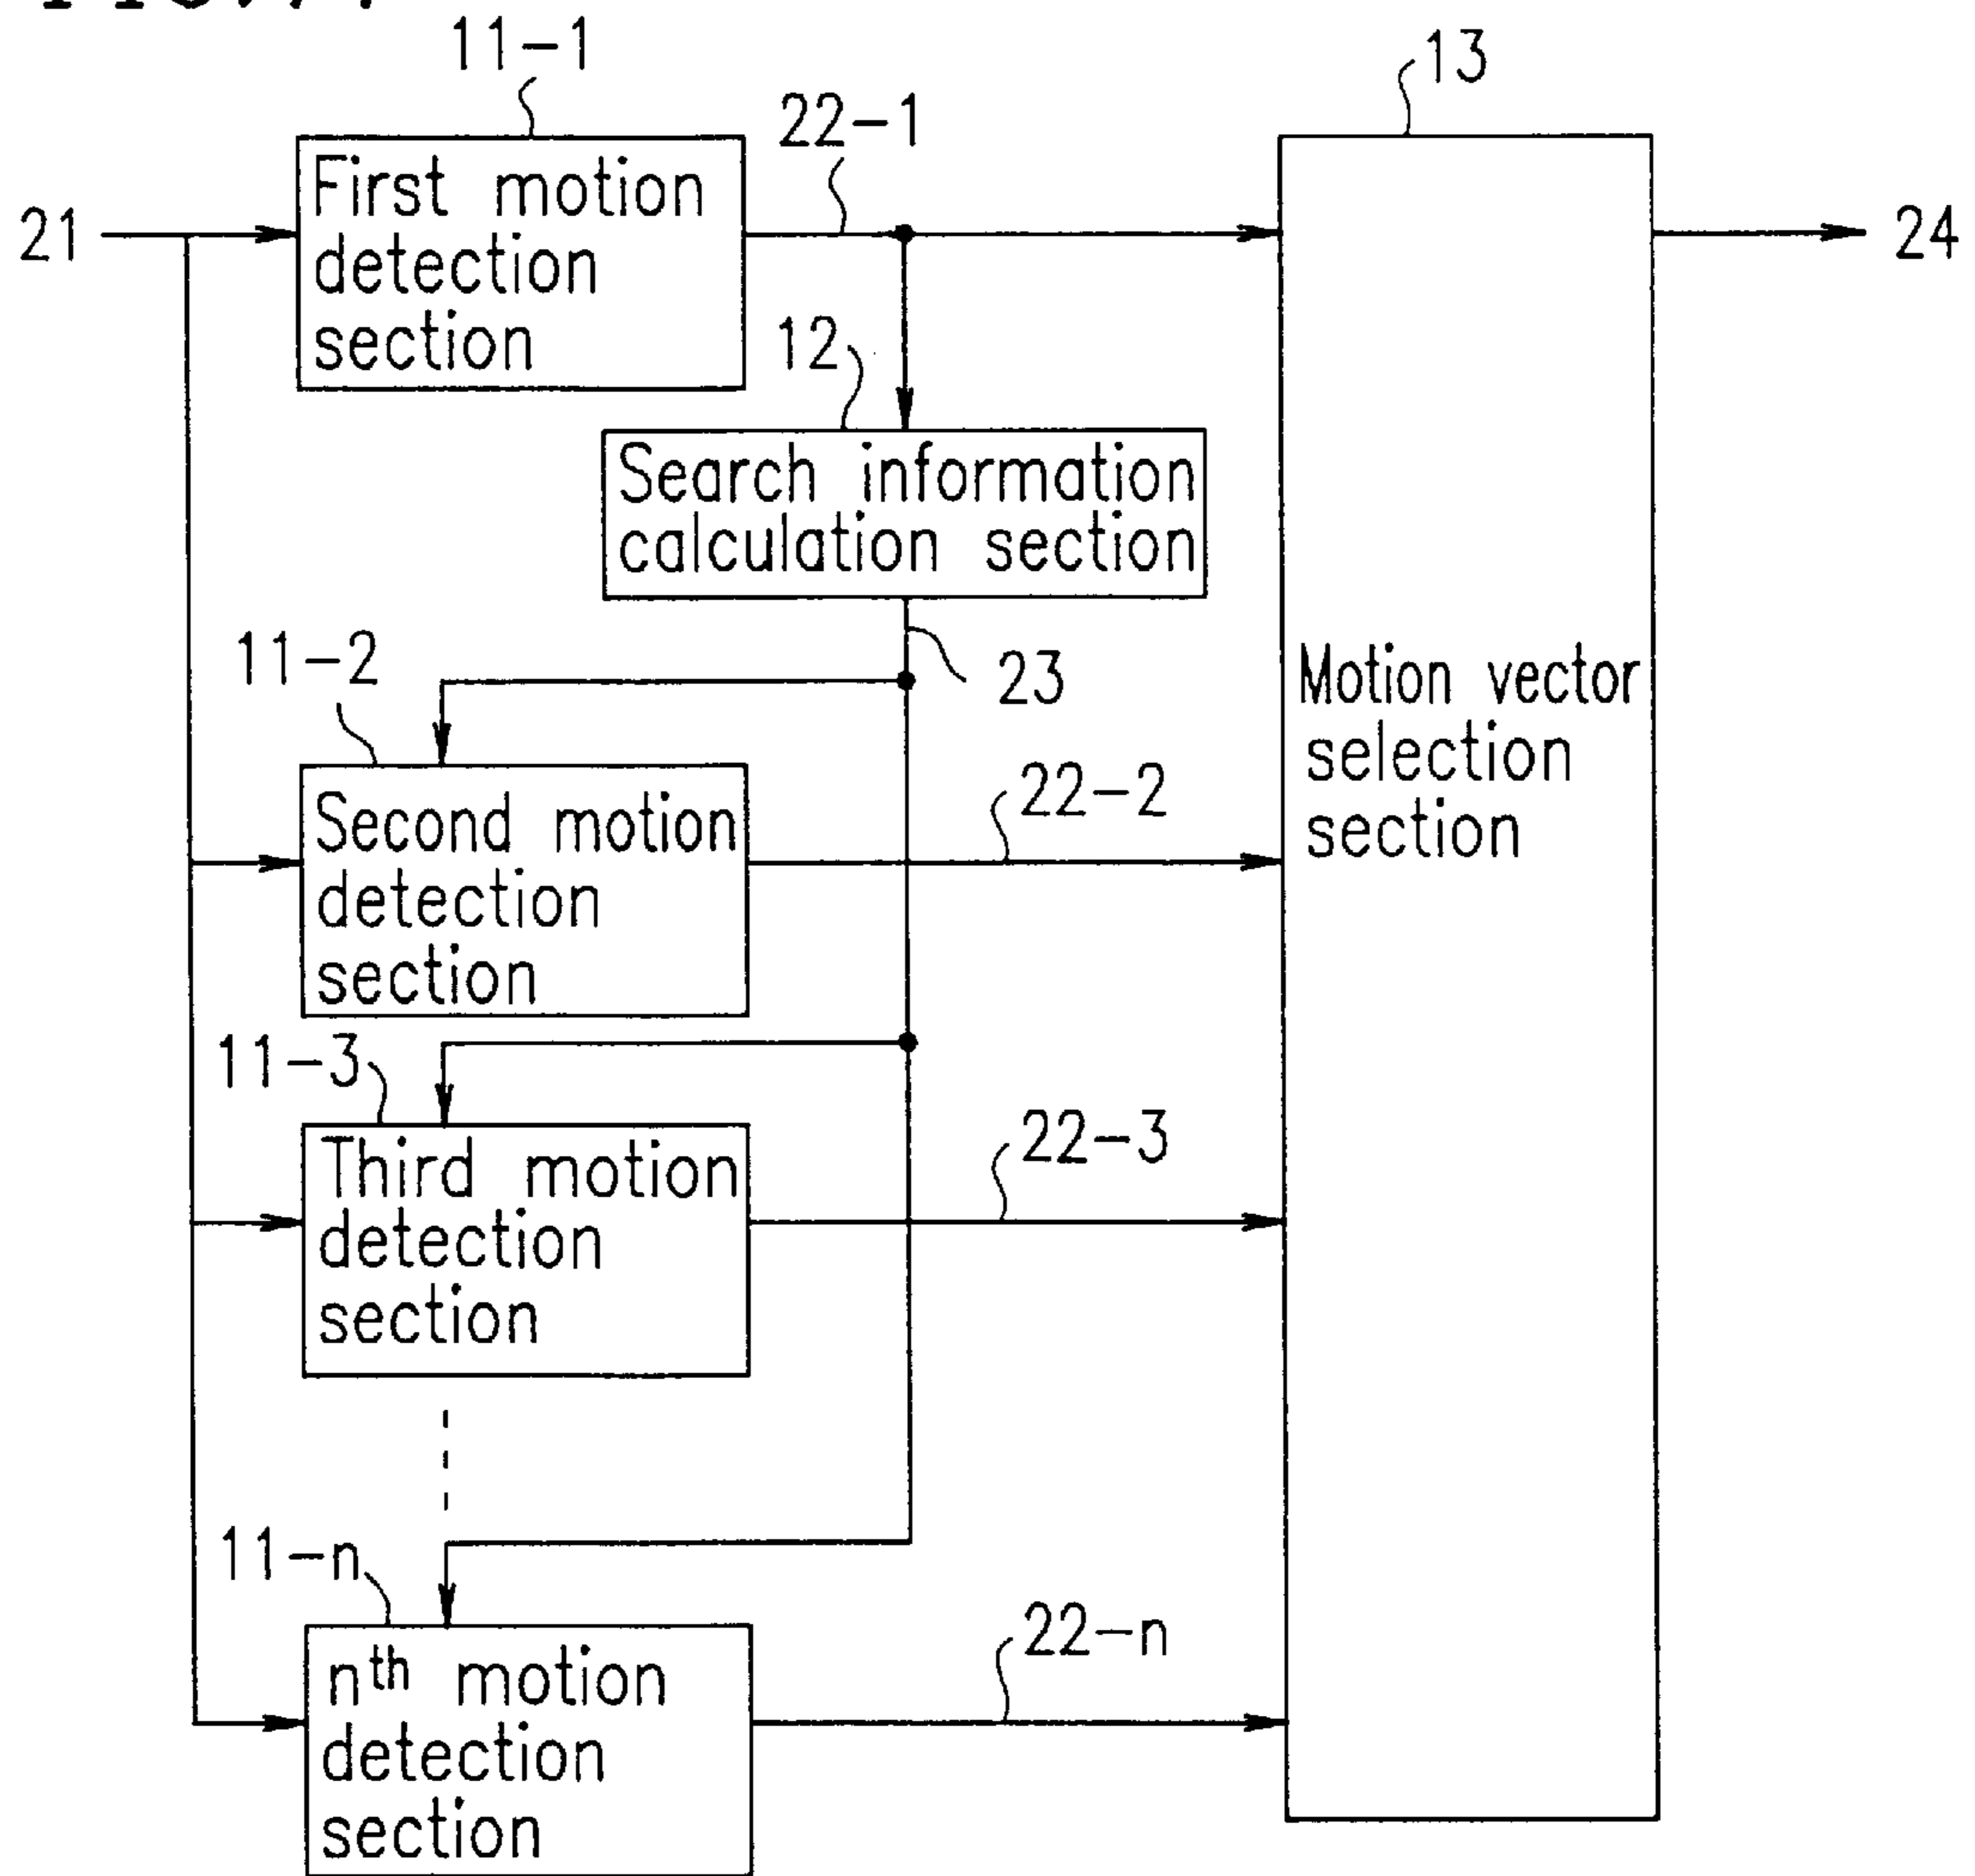 11-1
13
22-1
First motion
detection
section
21
24
12
Search information
calculation section
11-2
23
Motion vector
selection
section
22-2
Second motion
detection
section
11-3
22-3
Third motion
detection
section
11-n
22-n
nth motion
detection
section